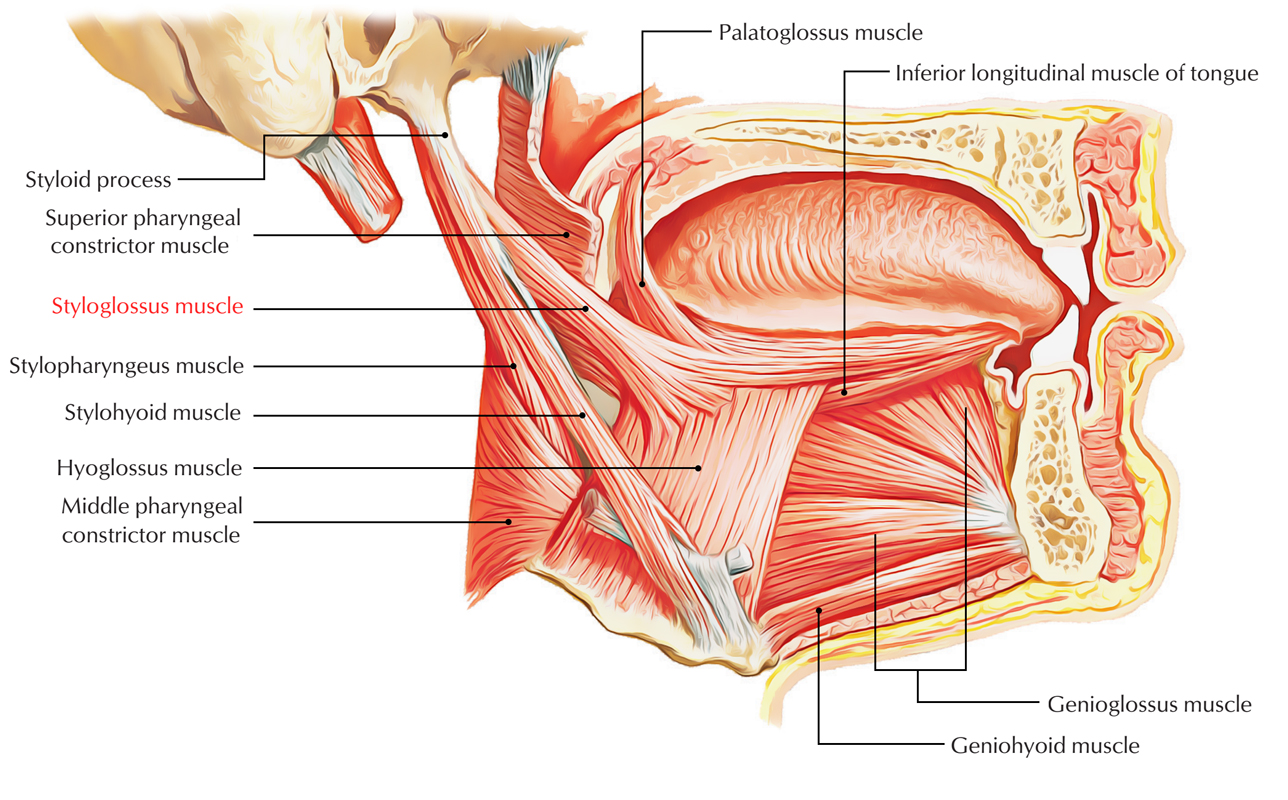 Palatoglossus muscle
Inferior longitudinal muscle of tongue
Styloid process
Superior pharyngeal
constrictor muscle
Styloglossus muscle
Stylopharyngeus muscle
Stylohyoid muscle
Hyoglossus muscle
Middle pharyngeal
constrictor muscle
Genioglossus muscle
Geniohyoid muscle